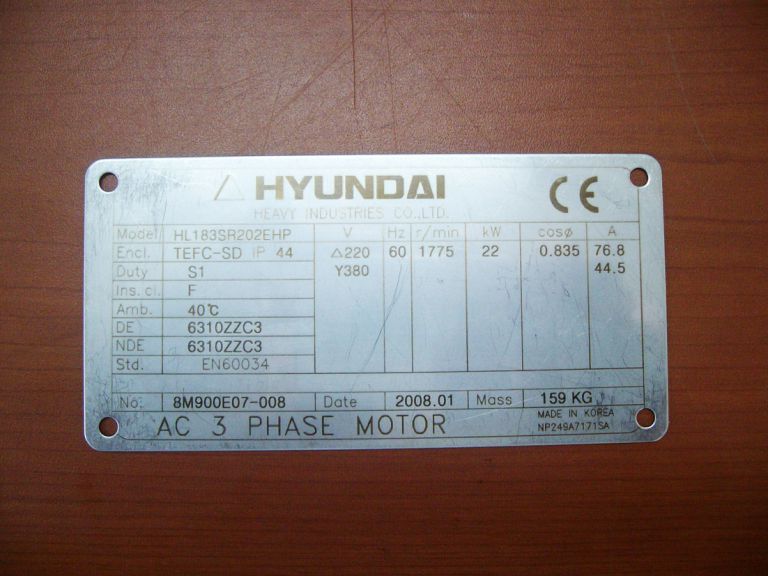 △ HYUNDAI CE
HEAVY INDUSTRIES CO.,LTD.
Model HL183SR202EHP V Hz r/min kW cosø A
Encl. TEFC-SD IP 44 △220 60 1775 22 0.835 76.8
Duty S1 Y380 44.5
Ins. cl. F
Amb. 40℃
DE 6310ZZC3
NDE 6310ZZC3
Std. EN60034
No. 8M900E07-008 Date 2008.01 Mass 159 KG
AC 3 PHASE MOTOR MADE IN KOREA
NP249A7171SA